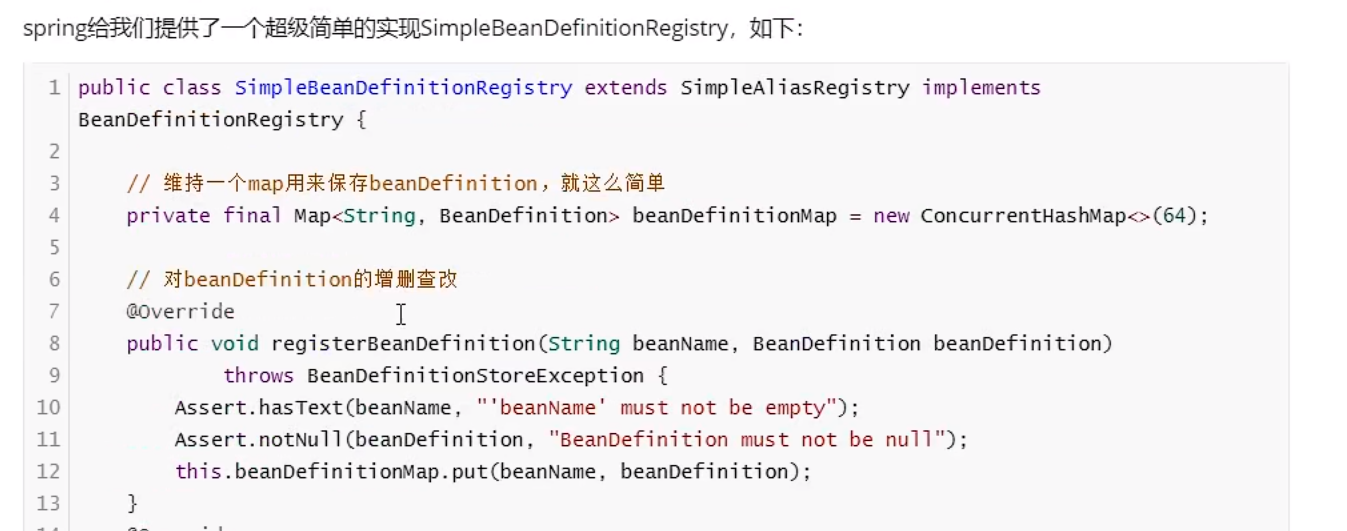 spring给我们提供了一个超级简单的实现SimpleBeanDefinitionRegistry，如下：
1 public class SimpleBeanDefinitionRegistry extends SimpleAliasRegistry implements
BeanDefinitionRegistry {
2
3 // 维持一个map用来保存beanDefinition，就这么简单
4 private final Map<String, BeanDefinition> beanDefinitionMap = new ConcurrentHashMap<>(64);
5
6 // 对beanDefinition的增删查改
7 @Override
8 public void registerBeanDefinition(String beanName, BeanDefinition beanDefinition)
9 throws BeanDefinitionStoreException {
10 Assert.hasText(beanName, "'beanName' must not be empty");
11 Assert.notNull(beanDefinition, "BeanDefinition must not be null");
12 this.beanDefinitionMap.put(beanName, beanDefinition);
13 }